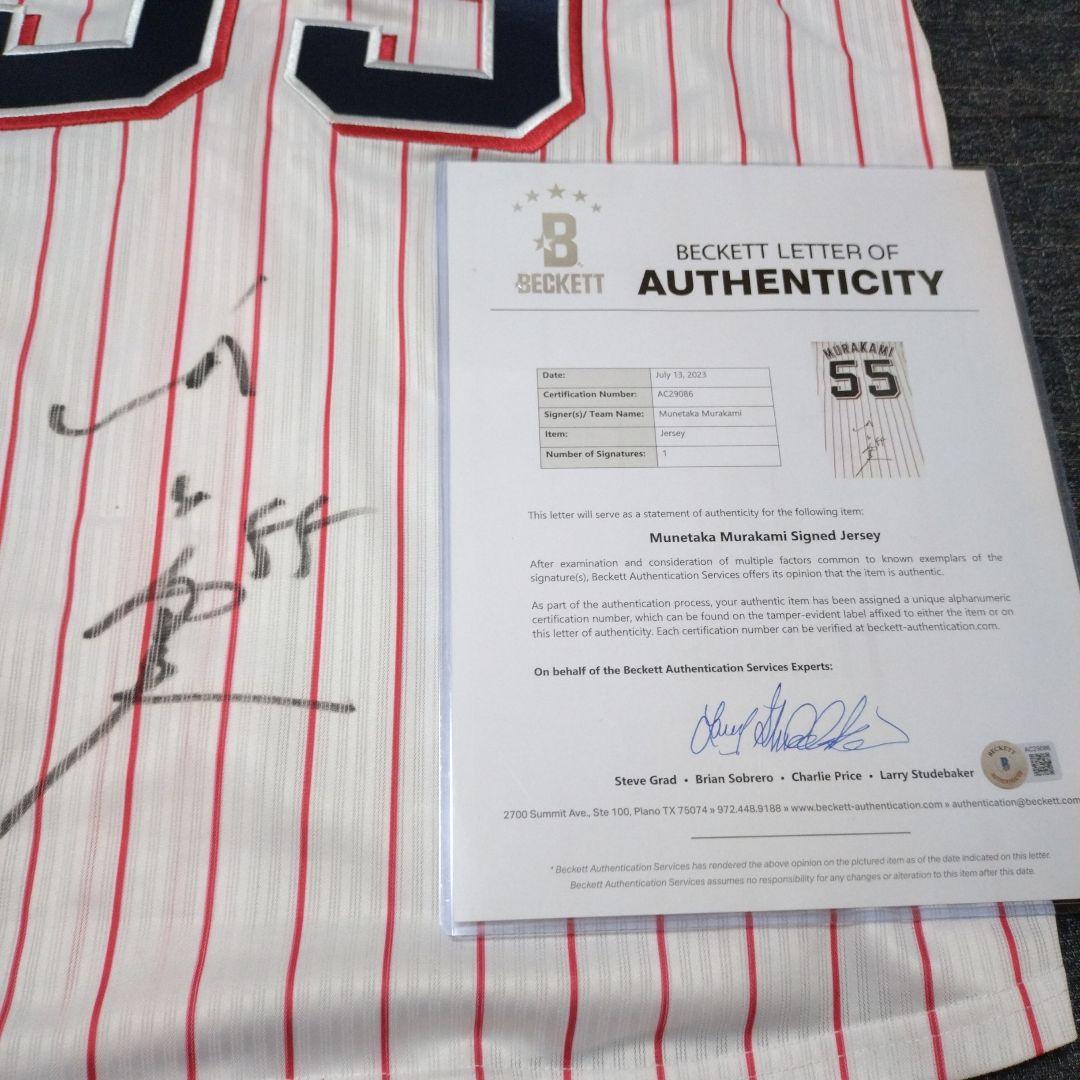 55
55
BECKETT
BECKETT LETTER OF
AUTHENTICITY
Date: July 13, 2023
Certification Number: AC29086
Signer(s)/ Team Name: Munetaka Murakami
Item: Jersey
Number of Signatures: 1
MURAKAMI
55
55
This letter will serve as a statement of authenticity for the following item:
Munetaka Murakami Signed Jersey
After examination and consideration of multiple factors common to known exemplars of the
signature(s), Beckett Authentication Services offers its opinion that the item is authentic.
As part of the authentication process, your authentic item has been assigned a unique alphanumeric
certification number, which can be found on the tamper-evident label affixed to either the item or on
this letter of authenticity. Each certification number can be verified at beckett-authentication.com.
On behalf of the Beckett Authentication Services Experts:
Steve Grad • Brian Sobrero • Charlie Price • Larry Studebaker
BECKETT
AC29086
2700 Summit Ave., Ste 100, Plano TX 75074 » 972.448.9188 » www.beckett-authentication.com » authentication@beckett.com
* Beckett Authentication Services has rendered the above opinion on the pictured item as of the date indicated on this letter.
Beckett Authentication Services assumes no responsibility for any changes or alteration to this item after this date.